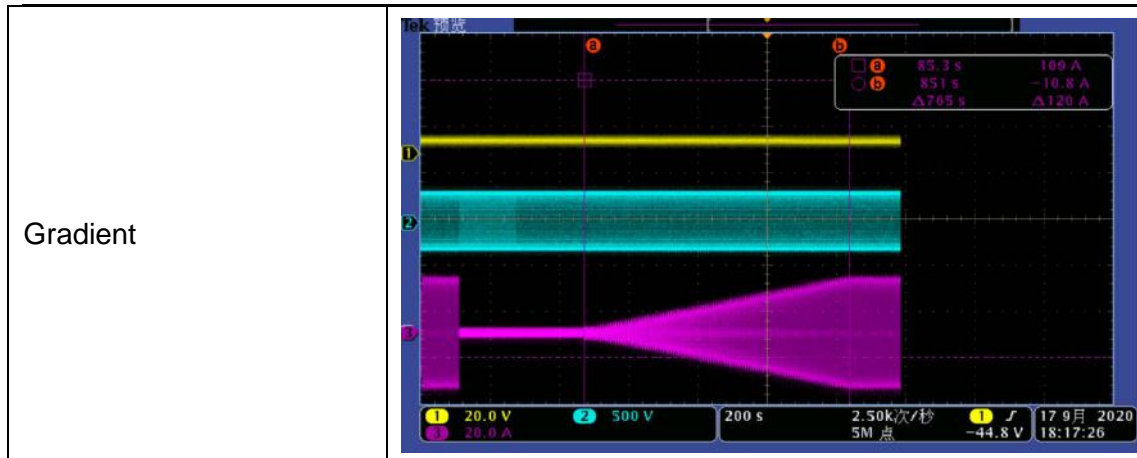 Gradient
Tek 预览
a
b
a 85.3 s 109 A
b 851 s −10.8 A
△765 s △120 A
1
2
3
1 20.0 V 2 500 V 200 s 2.50k次/秒 1 17 9月 2020
3 20.0 A 5M 点 −44.8 V 18:17:26